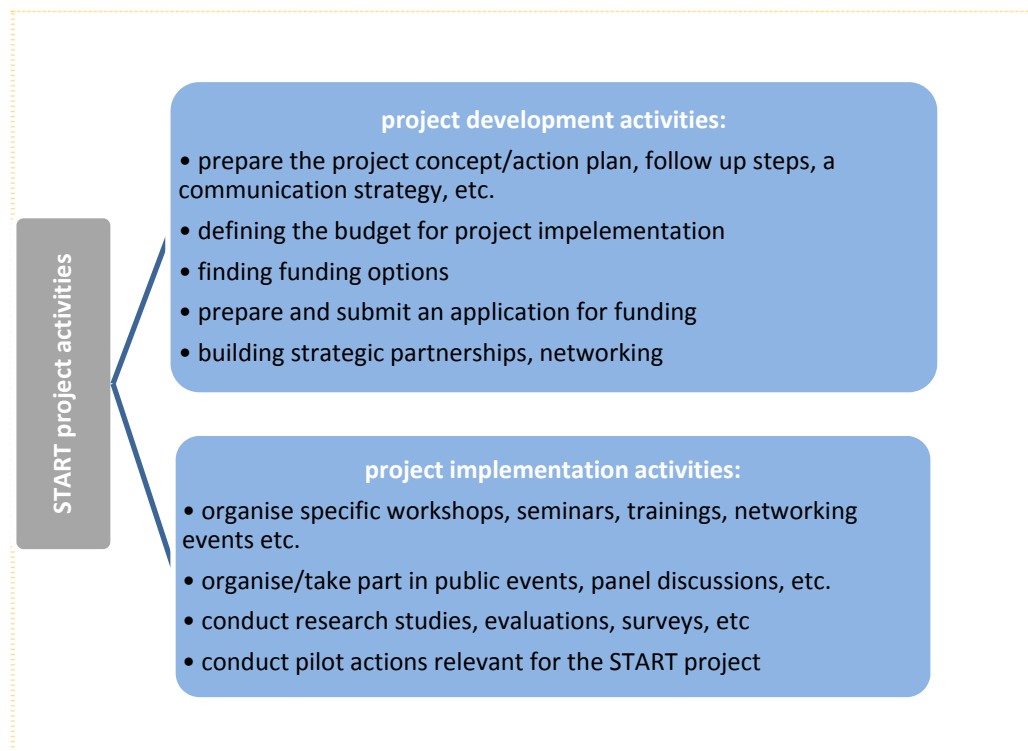 START project activities
project development activities:
• prepare the project concept/action plan, follow up steps, a
communication strategy, etc.
• defining the budget for project impelementation
• finding funding options
• prepare and submit an application for funding
• building strategic partnerships, networking
project implementation activities:
• organise specific workshops, seminars, trainings, networking
events etc.
• organise/take part in public events, panel discussions, etc.
• conduct research studies, evaluations, surveys, etc
• conduct pilot actions relevant for the START project